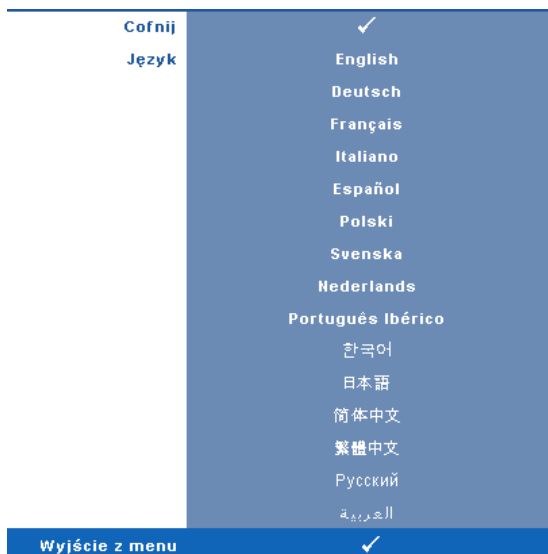 Cofnij ✓
Język English
Deutsch
Français
Italiano
Español
Polski
Svenska
Nederlands
Português Ibérico
한국어
日本語
简体中文
繁體中文
Русский
العربية
Wyjście z menu ✓